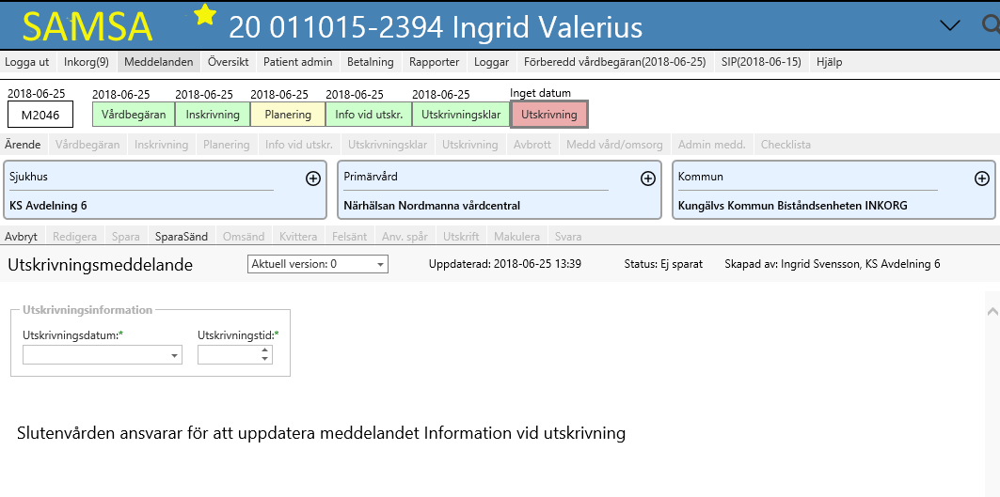 SAMSA
20 011015-2394 Ingrid Valerius
Logga ut Inkorg(9) Meddelanden Översikt Patient admin Betalning Rapporter Loggar Förberedd vårdbegäran(2018-06-25) SIP(2018-06-15) Hjälp
2018-06-25 2018-06-25 2018-06-25 2018-06-25 2018-06-25 2018-06-25 Inget datum
M2046 Vårdbegäran Inskrivning Planering Info vid utskr. Utskrivningsklar Utskrivning
Ärende Vårdbegäran Inskrivning Planering Info vid utskr. Utskrivningsklar Utskrivning Avbrott Medd vård/omsorg Admin medd. Checklista
Sjukhus Primärvård Kommun
KS Avdelning 6 Närhälsan Nordmanna vårdcentral Kungälvs Kommun Biståndsenheten INKORG
Avbryt Redigera Spara SparaSänd Omsänd Kvittera Felsänt Anv. spår Utskrift Makulera Svara
Utskrivningsmeddelande Aktuell version: 0 Uppdaterad: 2018-06-25 13:39 Status: Ej sparat Skapad av: Ingrid Svensson, KS Avdelning 6
Utskrivningsinformation
Utskrivningsdatum:* Utskrivningstid:*
Slutenvården ansvarar för att uppdatera meddelandet Information vid utskrivning